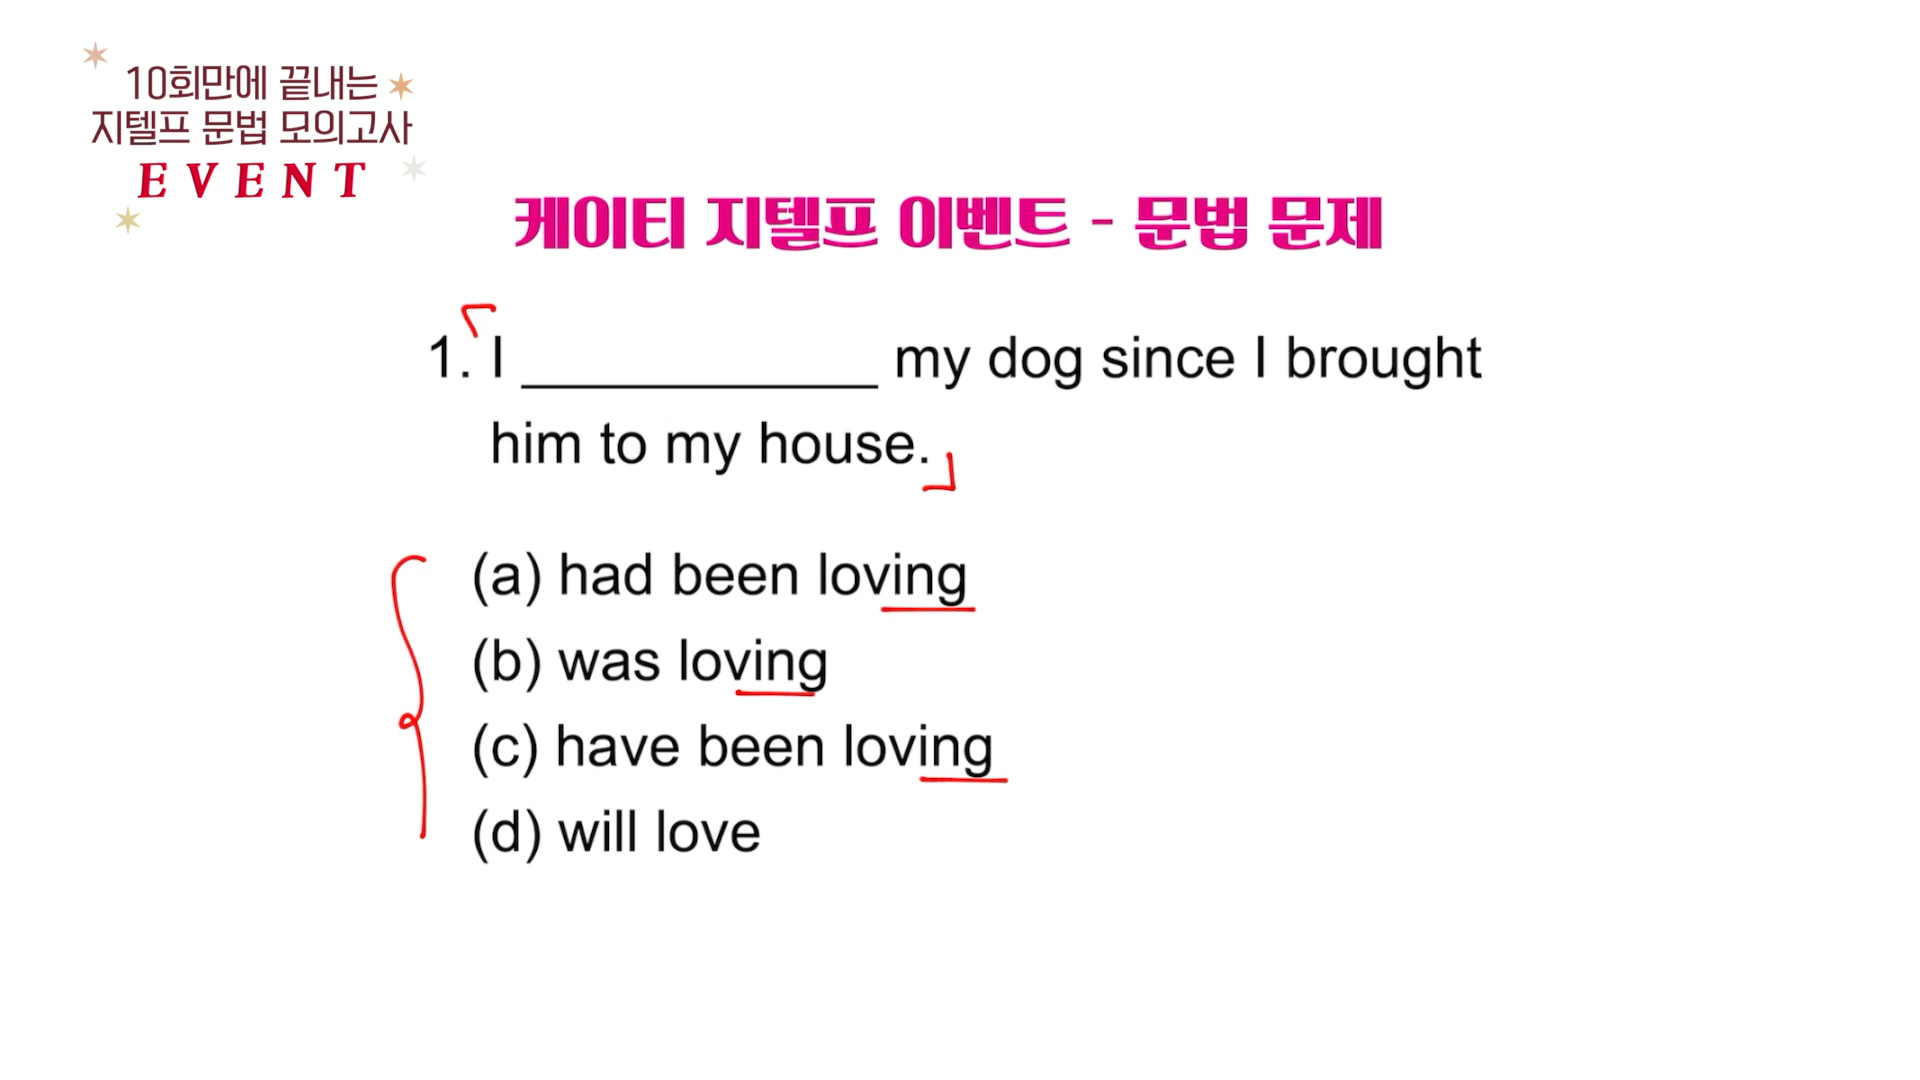 10회만에 끝내는
지텔프 문법 모의고사
EVENT
케이티 지텔프 이벤트 - 문법 문제
1. I ____________ my dog since I brought
him to my house.
(a) had been loving
(b) was loving
(c) have been loving
(d) will love